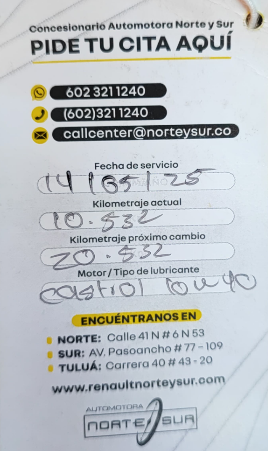 Concesionario Automotora Norte y Sur
PIDE TU CITA AQUÍ
602 321 1240
(602)321 1240
callcenter@norteysur.co
Fecha de servicio
14/05/25
Kilometraje actual
10.532
Kilometraje próximo cambio
20.532
Motor / Tipo de lubricante
castrol 10w40
ENCUÉNTRANOS EN
NORTE: Calle 41 N # 6 N 53
SUR: AV. Pasoancho # 77 - 109
TULUÁ: Carrera 40 # 43 - 20
www.renaultnorteysur.com
AUTOMOTORA
NORTE SUR